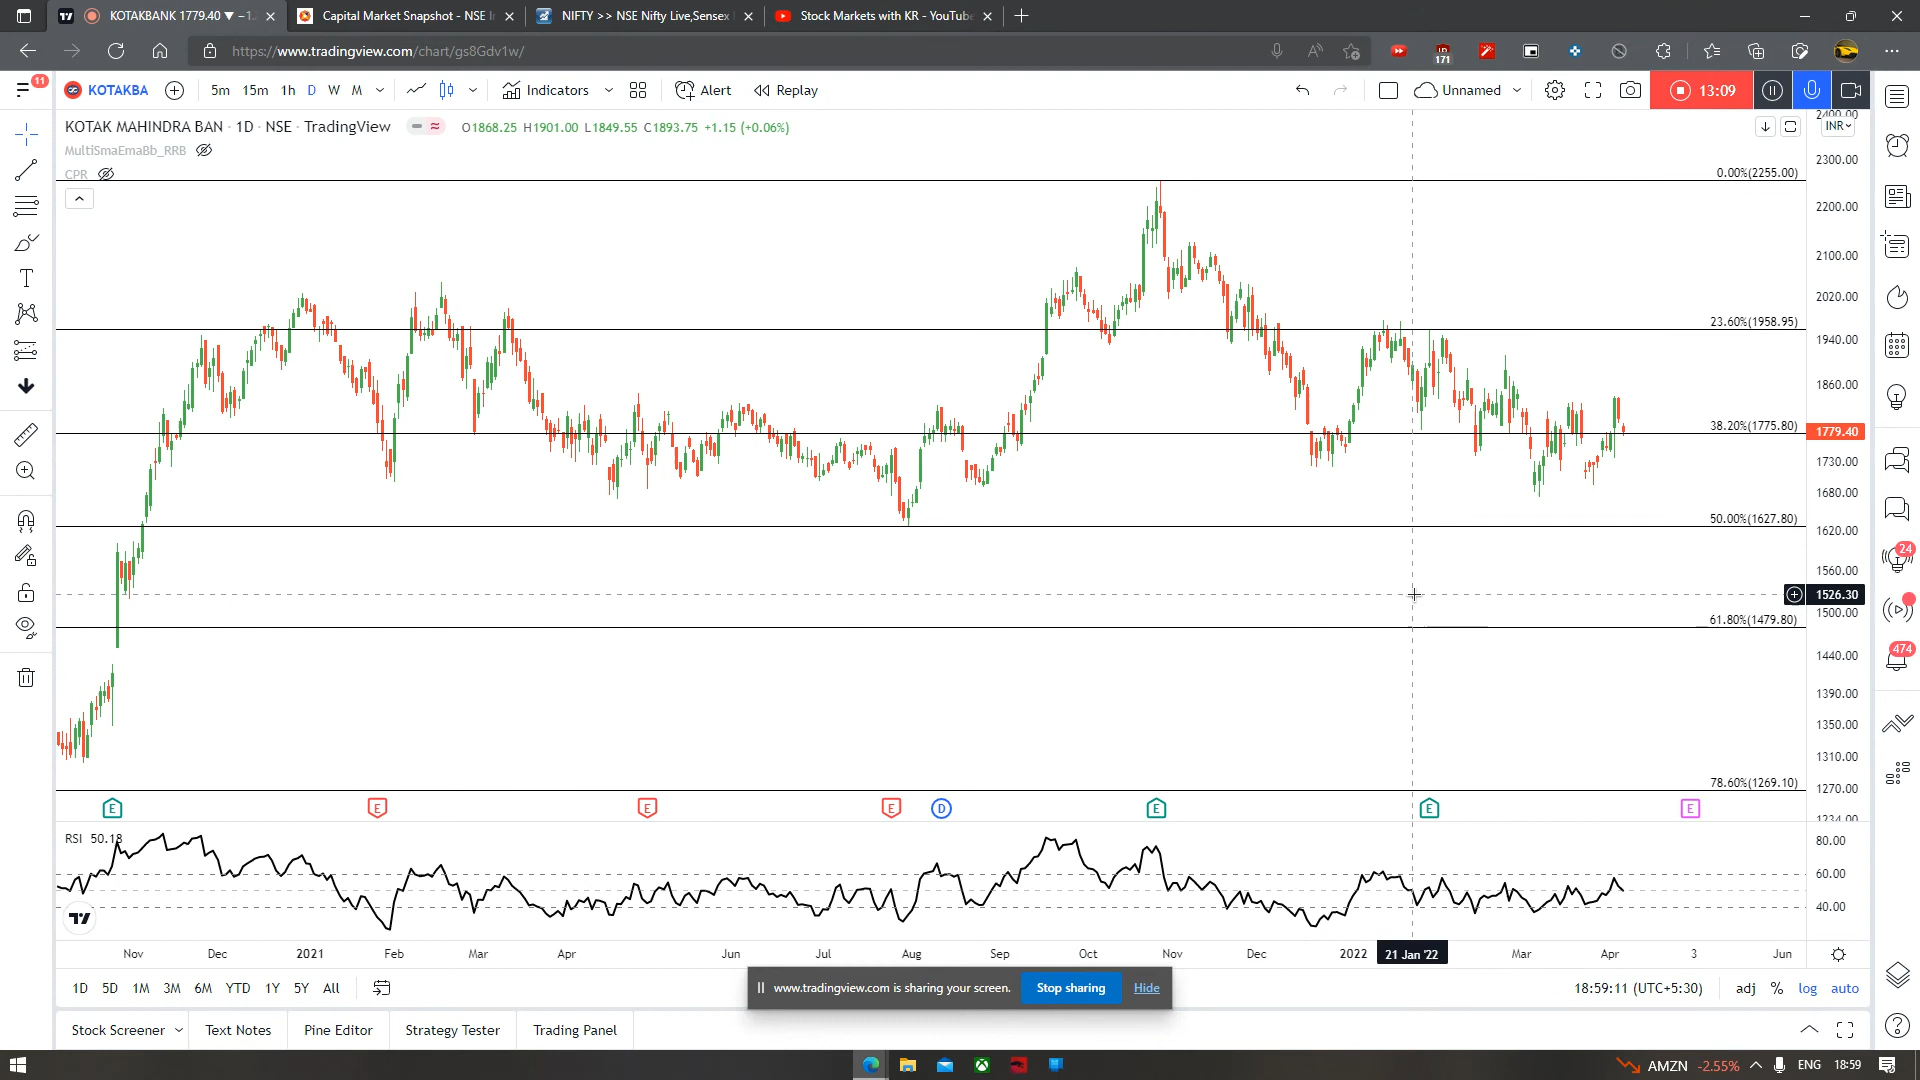 KOTAKBANK 1779.40 ▼ −1.
Capital Market Snapshot - NSE I
NIFTY >> NSE Nifty Live,Sensex
Stock Markets with KR - YouTube
https://www.tradingview.com/chart/gs8Gdv1w/
171
11
KOTAKBA
5m 15m 1h D W M
Indicators
Alert
Replay
Unnamed
13:09
KOTAK MAHINDRA BAN · 1D · NSE · TradingView
O1868.25 H1901.00 L1849.55 C1893.75 +1.15 (+0.06%)
INR
MultiSmaEmaBb_RRB
CPR
2400.00
2300.00
0.00%(2255.00)
2200.00
2100.00
2020.00
23.60%(1958.95)
1940.00
1860.00
38.20%(1775.80)
1779.40
1730.00
1680.00
50.00%(1627.80)
1620.00
1560.00
1526.30
1500.00
61.80%(1479.80)
1440.00
1390.00
1350.00
1310.00
78.60%(1269.10)
1270.00
1234.00
E E E E D E E E
24
474
RSI 50.18
80.00
60.00
40.00
Nov Dec 2021 Feb Mar Apr Jun Jul Aug Sep Oct Nov Dec 2022 21 Jan '22 Mar Apr 3 Jun
1D 5D 1M 3M 6M YTD 1Y 5Y All
www.tradingview.com is sharing your screen.
Stop sharing
Hide
18:59:11 (UTC+5:30)
adj % log auto
Stock Screener
Text Notes
Pine Editor
Strategy Tester
Trading Panel
AMZN -2.55%
ENG 18:59